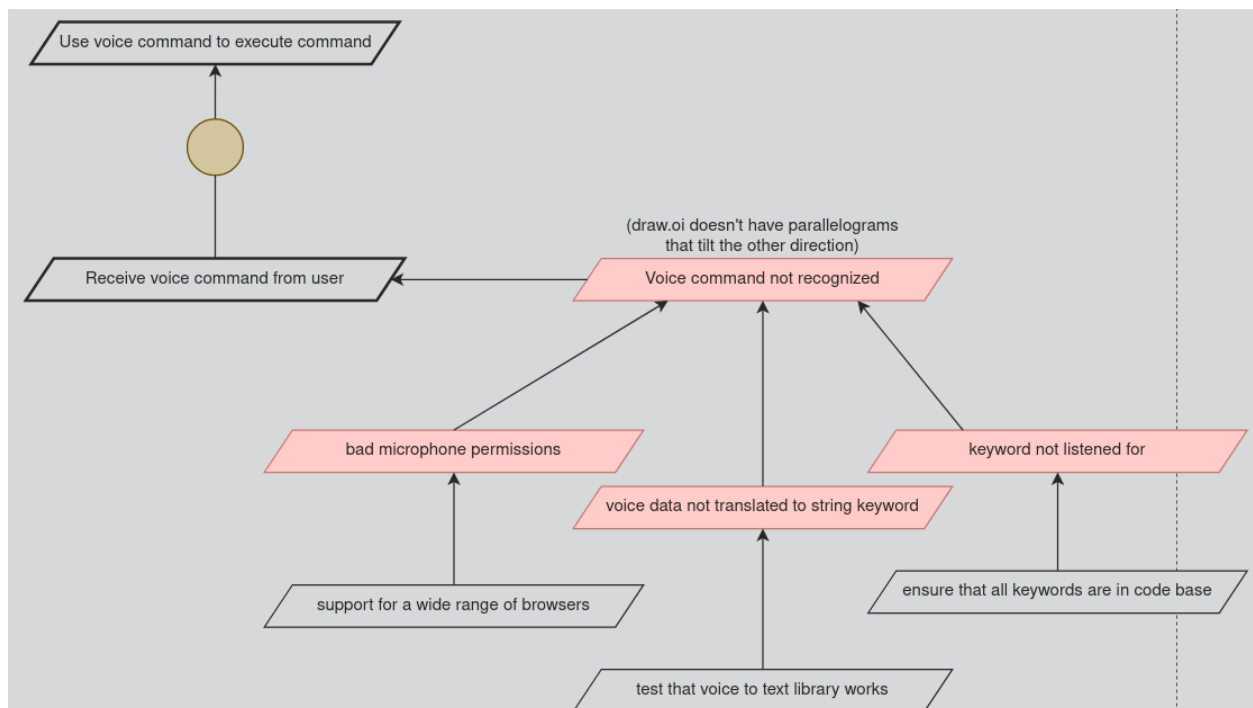 Use voice command to execute command
(draw.oi doesn't have parallelograms
that tilt the other direction)
Receive voice command from user
Voice command not recognized
bad microphone permissions
keyword not listened for
voice data not translated to string keyword
support for a wide range of browsers
ensure that all keywords are in code base
test that voice to text library works